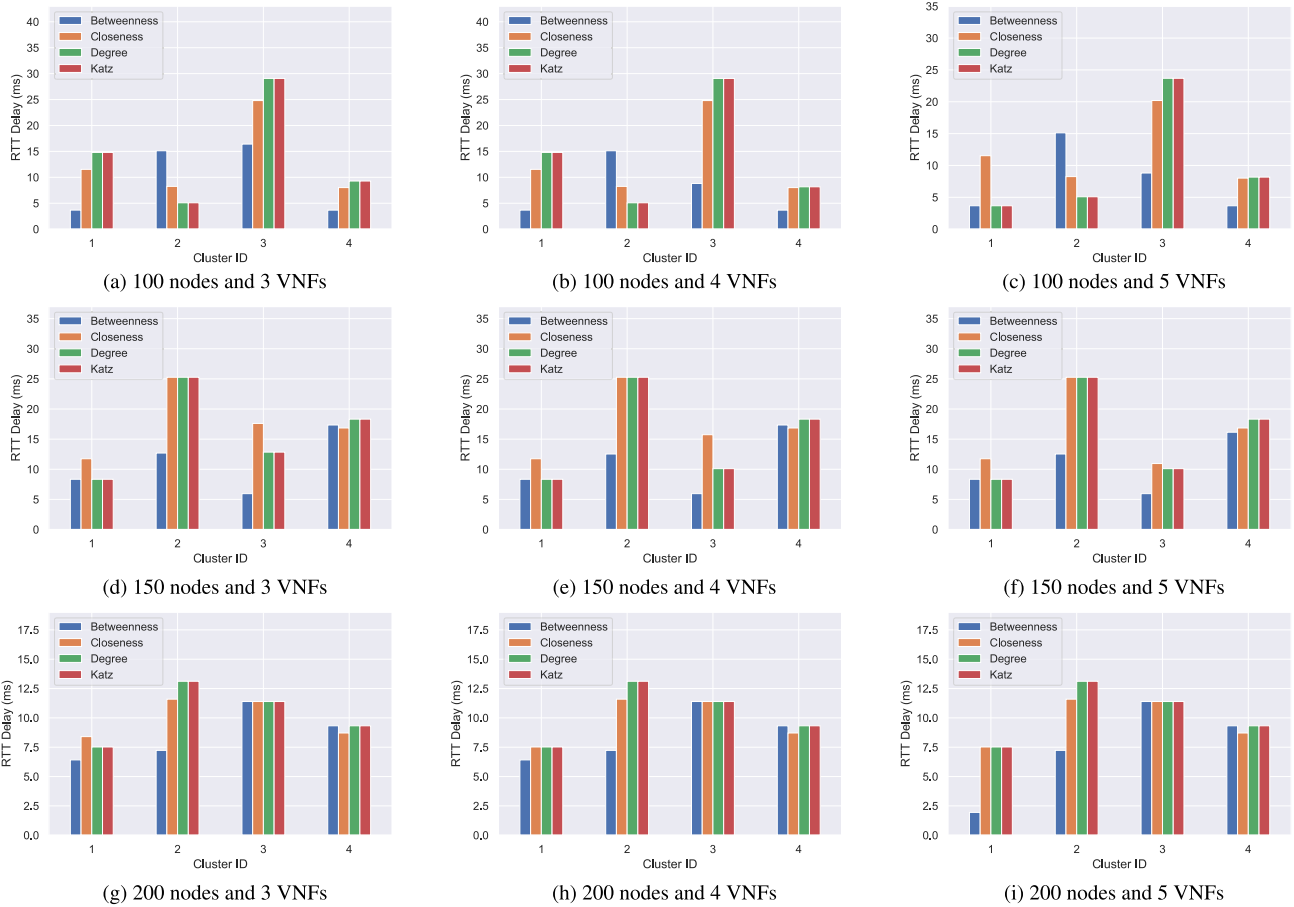 40
35
30
25
20
15
10
5
0
RTT Delay (ms)
Betweenness
Closeness
Degree
Katz
1 2 3 4
Cluster ID
(a) 100 nodes and 3 VNFs
40
35
30
25
20
15
10
5
0
RTT Delay (ms)
Betweenness
Closeness
Degree
Katz
1 2 3 4
Cluster ID
(b) 100 nodes and 4 VNFs
35
30
25
20
15
10
5
0
RTT Delay (ms)
Betweenness
Closeness
Degree
Katz
1 2 3 4
Cluster ID
(c) 100 nodes and 5 VNFs
35
30
25
20
15
10
5
0
RTT Delay (ms)
Betweenness
Closeness
Degree
Katz
1 2 3 4
Cluster ID
(d) 150 nodes and 3 VNFs
35
30
25
20
15
10
5
0
RTT Delay (ms)
Betweenness
Closeness
Degree
Katz
1 2 3 4
Cluster ID
(e) 150 nodes and 4 VNFs
35
30
25
20
15
10
5
0
RTT Delay (ms)
Betweenness
Closeness
Degree
Katz
1 2 3 4
Cluster ID
(f) 150 nodes and 5 VNFs
17.5
15.0
12.5
10.0
7.5
5.0
2.5
0.0
RTT Delay (ms)
Betweenness
Closeness
Degree
Katz
1 2 3 4
Cluster ID
(g) 200 nodes and 3 VNFs
17.5
15.0
12.5
10.0
7.5
5.0
2.5
0.0
RTT Delay (ms)
Betweenness
Closeness
Degree
Katz
1 2 3 4
Cluster ID
(h) 200 nodes and 4 VNFs
17.5
15.0
12.5
10.0
7.5
5.0
2.5
0.0
RTT Delay (ms)
Betweenness
Closeness
Degree
Katz
1 2 3 4
Cluster ID
(i) 200 nodes and 5 VNFs